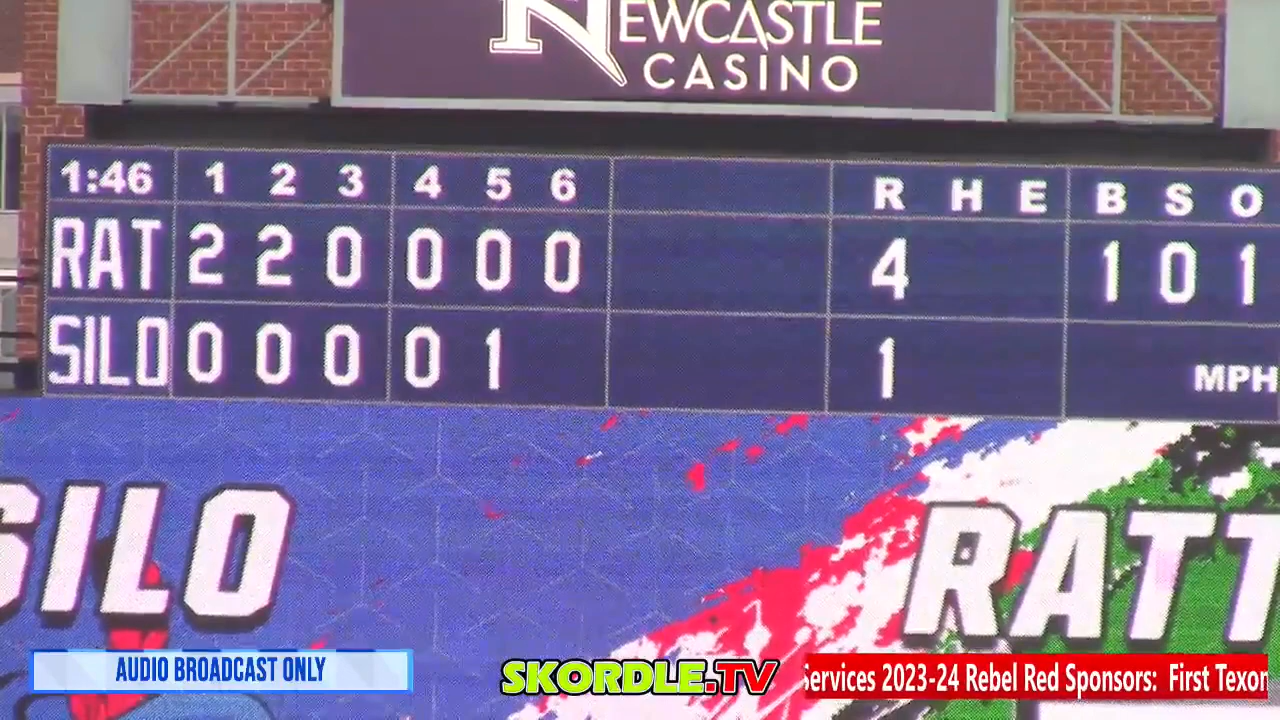 NEWCASTLE
CASINO
1:46 1 2 3 4 5 6 R H E B S O
RAT 2 2 0 0 0 0 4 1 0 1
SILO 0 0 0 0 1 1 MPH
SILO
RATT
AUDIO BROADCAST ONLY
SKORDLE.TV
Services 2023-24 Rebel Red Sponsors: First Texor